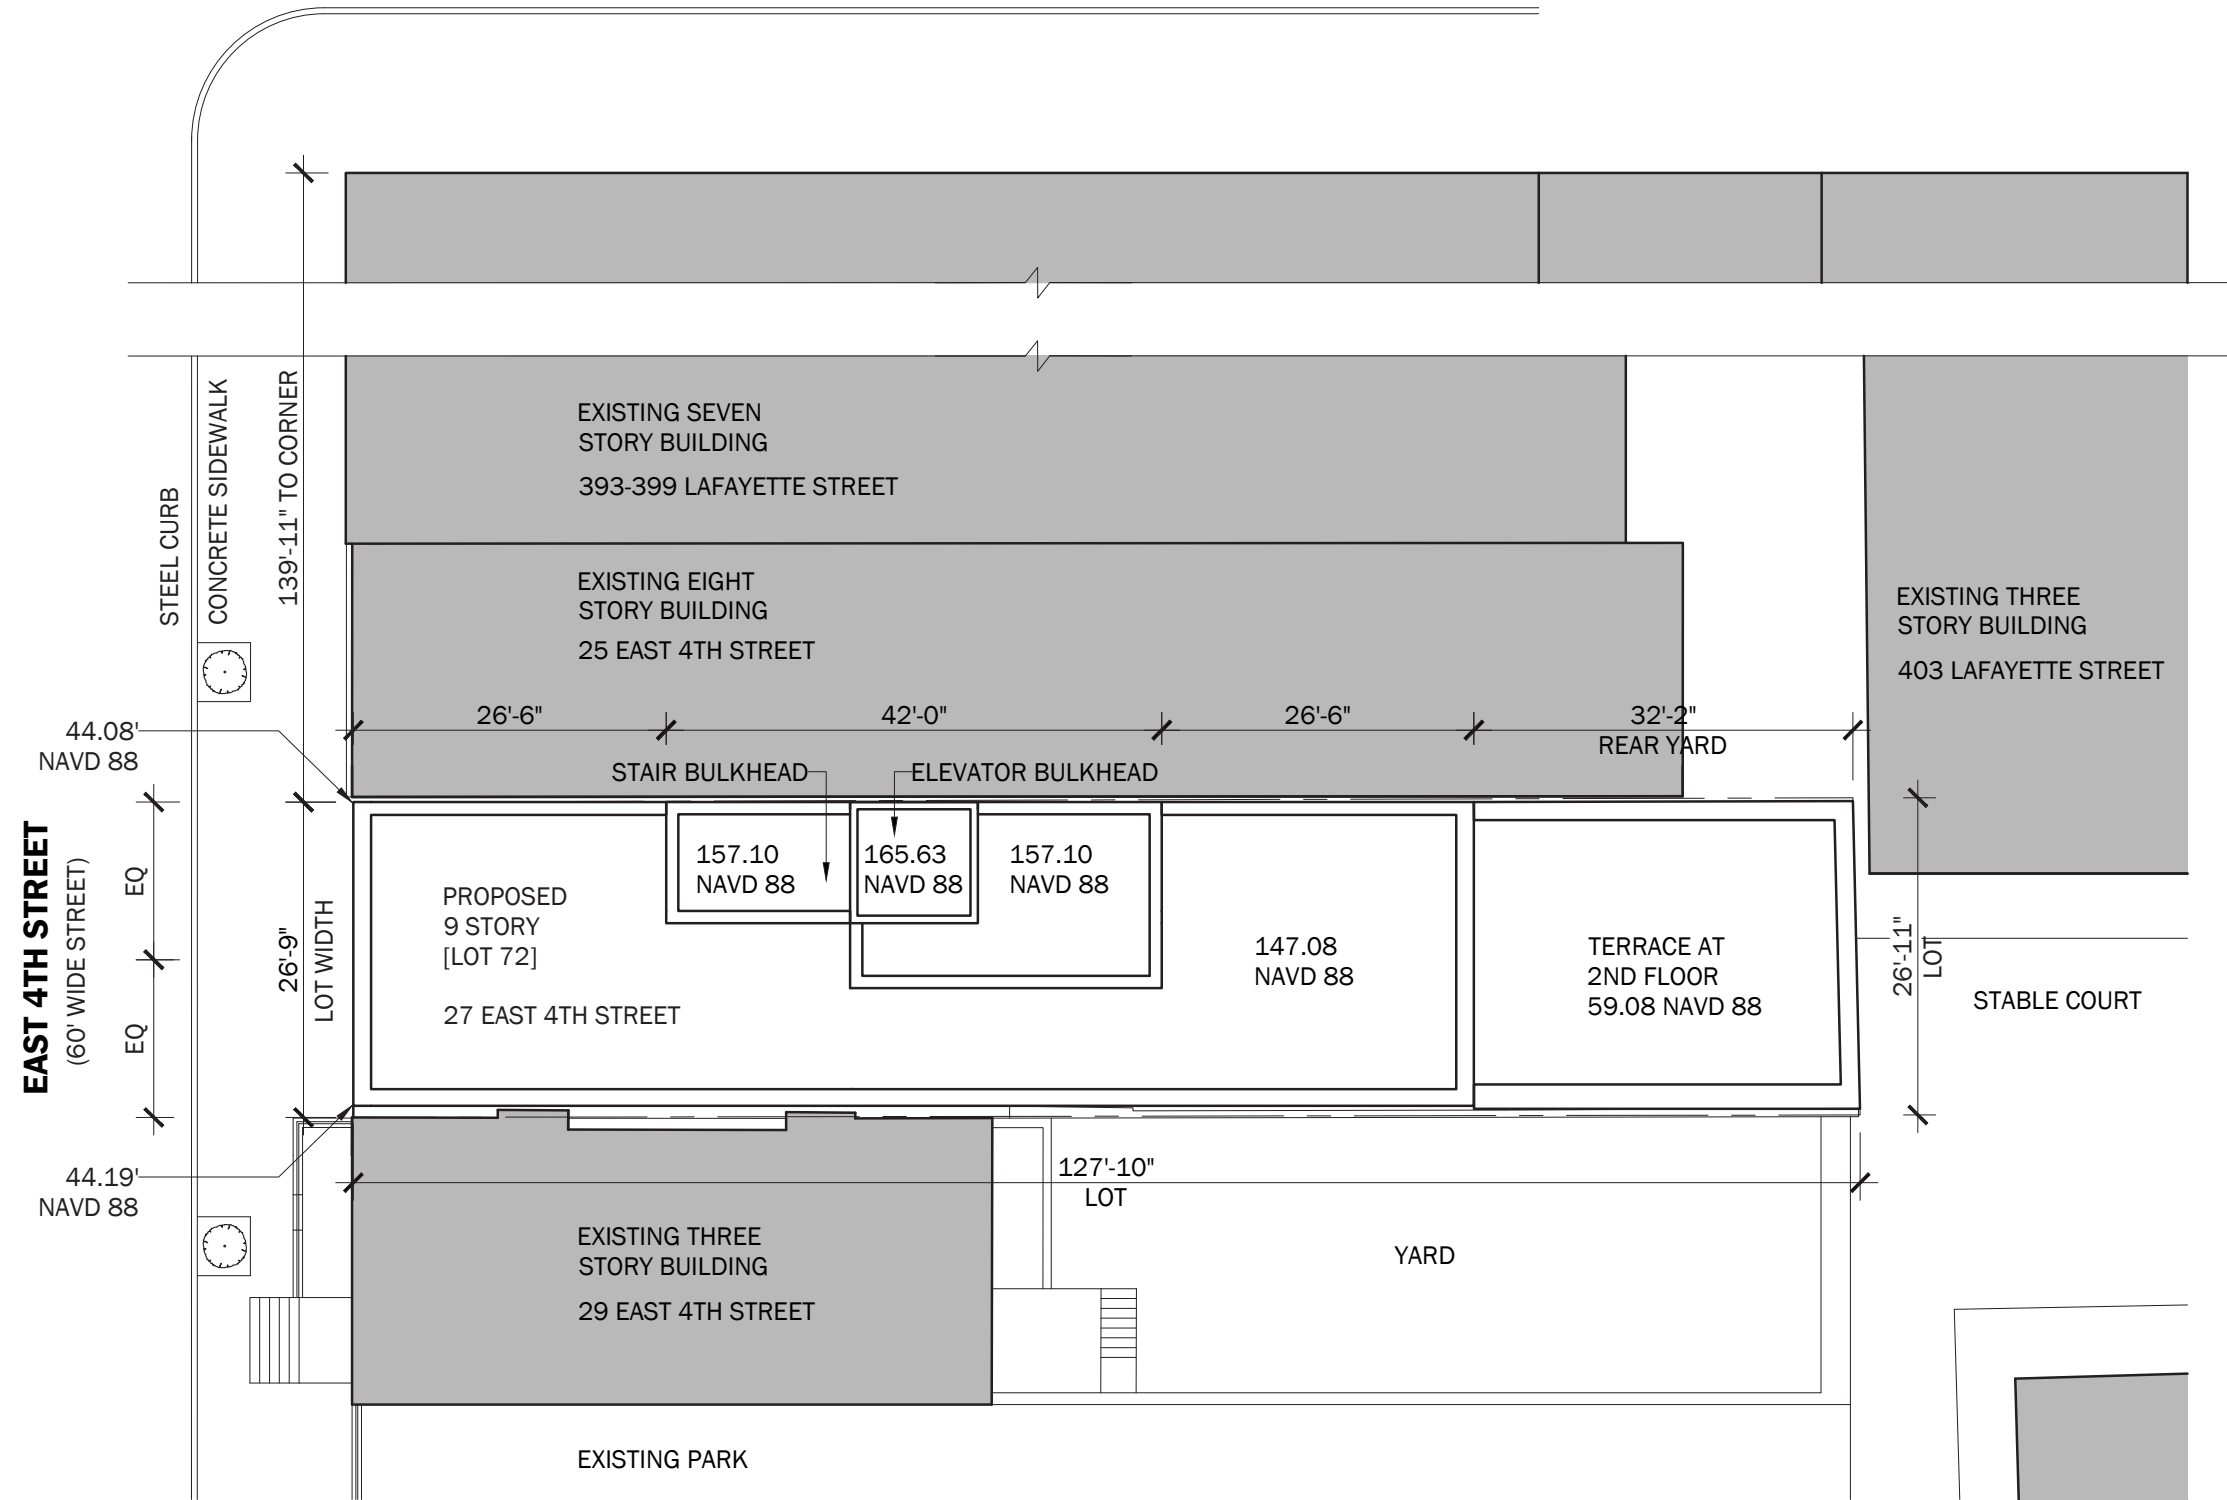 EXISTING SEVEN
STORY BUILDING
393-399 LAFAYETTE STREET
STEEL CURB
CONCRETE SIDEWALK
139'-11" TO CORNER
EXISTING EIGHT
STORY BUILDING
25 EAST 4TH STREET
EXISTING THREE
STORY BUILDING
403 LAFAYETTE STREET
26'-6"
42'-0"
26'-6"
32'-2"
REAR YARD
44.08'
NAVD 88
STAIR BULKHEAD
ELEVATOR BULKHEAD
EAST 4TH STREET
(60' WIDE STREET)
EQ
EQ
26'-9"
LOT WIDTH
157.10
NAVD 88
165.63
NAVD 88
157.10
NAVD 88
PROPOSED
9 STORY
[LOT 72]
27 EAST 4TH STREET
147.08
NAVD 88
TERRACE AT
2ND FLOOR
59.08 NAVD 88
26'-11"
LOT
STABLE COURT
44.19'
NAVD 88
127'-10"
LOT
EXISTING THREE
STORY BUILDING
29 EAST 4TH STREET
YARD
EXISTING PARK